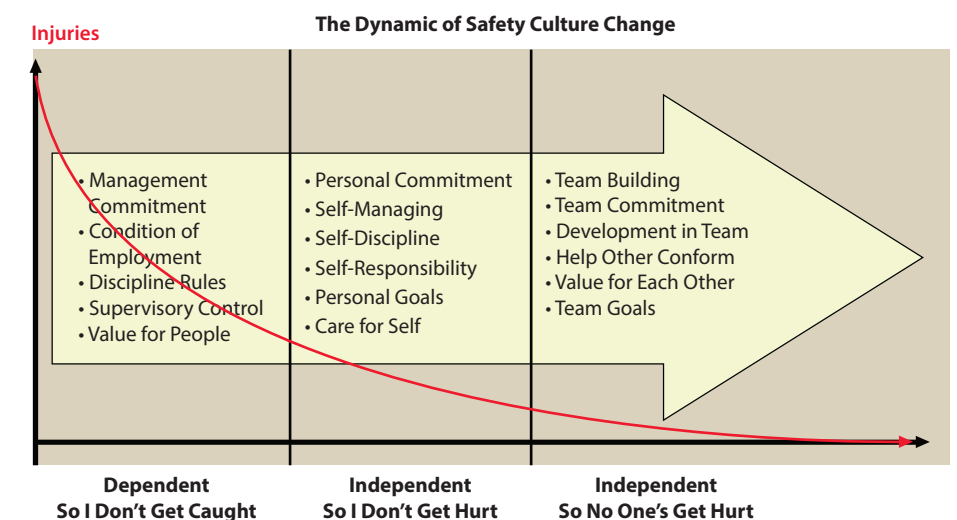 The Dynamic of Safety Culture Change
Injuries
• Management
Commitment
• Condition of
Employment
• Discipline Rules
• Supervisory Control
• Value for People
• Personal Commitment
• Self-Managing
• Self-Discipline
• Self-Responsibility
• Personal Goals
• Care for Self
• Team Building
• Team Commitment
• Development in Team
• Help Other Conform
• Value for Each Other
• Team Goals
Dependent
So I Don’t Get Caught
Independent
So I Don’t Get Hurt
Independent
So No One’s Get Hurt